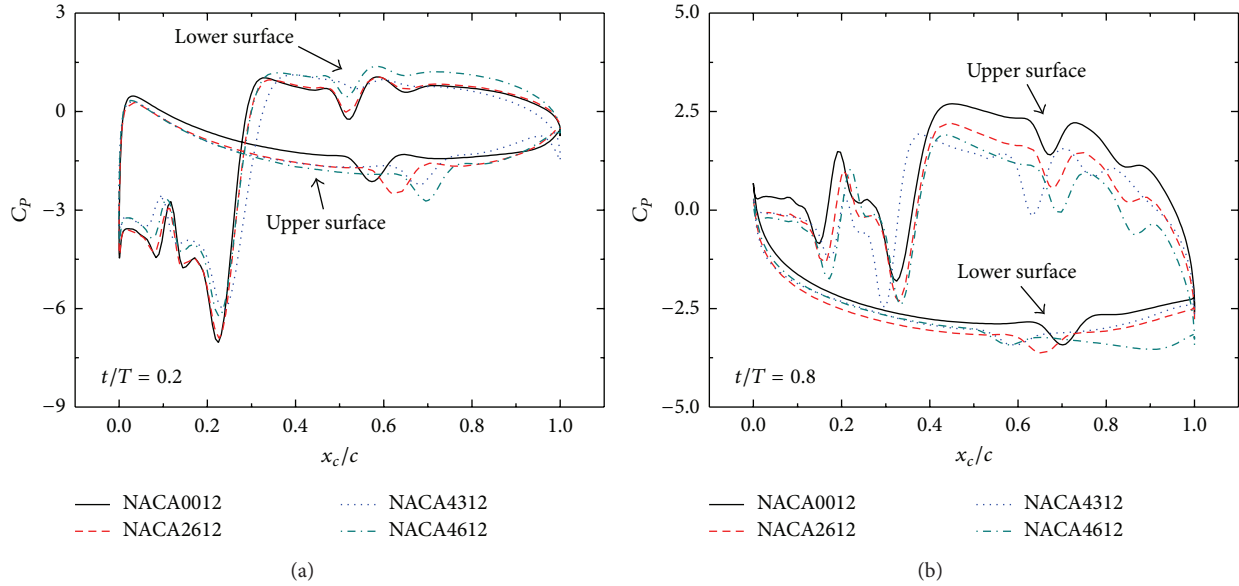 3
0
−3
−6
−9
C_P
Lower surface
Upper surface
t/T = 0.2
0.0 0.2 0.4 0.6 0.8 1.0
x_c/c
NACA0012 NACA4312
NACA2612 NACA4612
(a)
5.0
2.5
0.0
−2.5
−5.0
C_P
Upper surface
Lower surface
t/T = 0.8
0.0 0.2 0.4 0.6 0.8 1.0
x_c/c
NACA0012 NACA4312
NACA2612 NACA4612
(b)